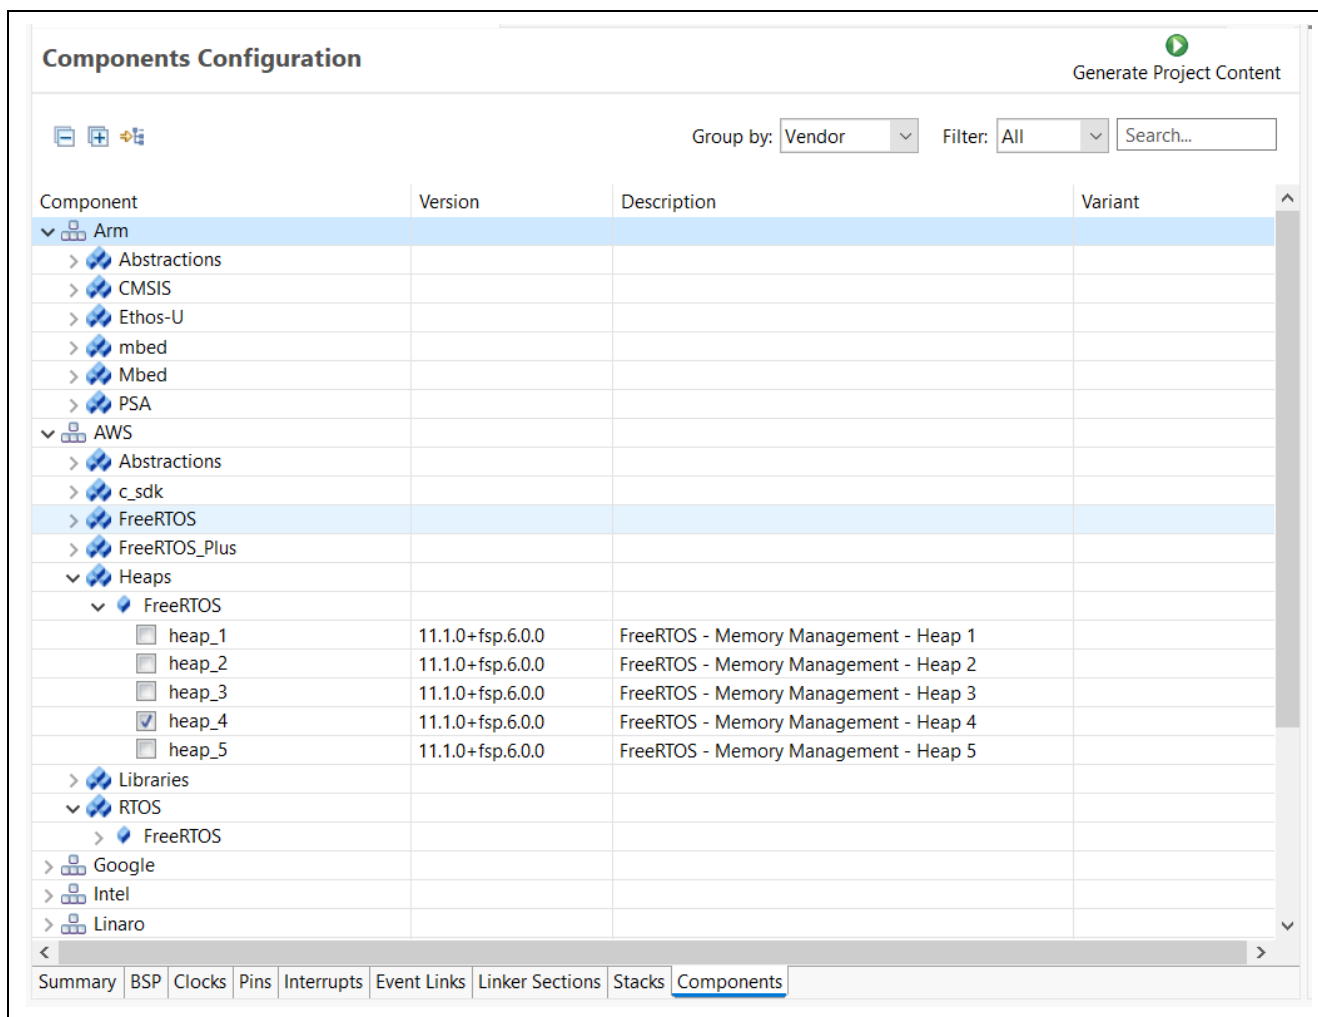 Components Configuration
Generate Project Content
Group by: Vendor Filter: All Search...
Component Version Description Variant
Arm
Abstractions
CMSIS
Ethos-U
mbed
Mbed
PSA
AWS
Abstractions
c_sdk
FreeRTOS
FreeRTOS_Plus
Heaps
FreeRTOS
heap_1 11.1.0+fsp.6.0.0 FreeRTOS - Memory Management - Heap 1
heap_2 11.1.0+fsp.6.0.0 FreeRTOS - Memory Management - Heap 2
heap_3 11.1.0+fsp.6.0.0 FreeRTOS - Memory Management - Heap 3
heap_4 11.1.0+fsp.6.0.0 FreeRTOS - Memory Management - Heap 4
heap_5 11.1.0+fsp.6.0.0 FreeRTOS - Memory Management - Heap 5
Libraries
RTOS
FreeRTOS
Google
Intel
Linaro
Summary BSP Clocks Pins Interrupts Event Links Linker Sections Stacks Components